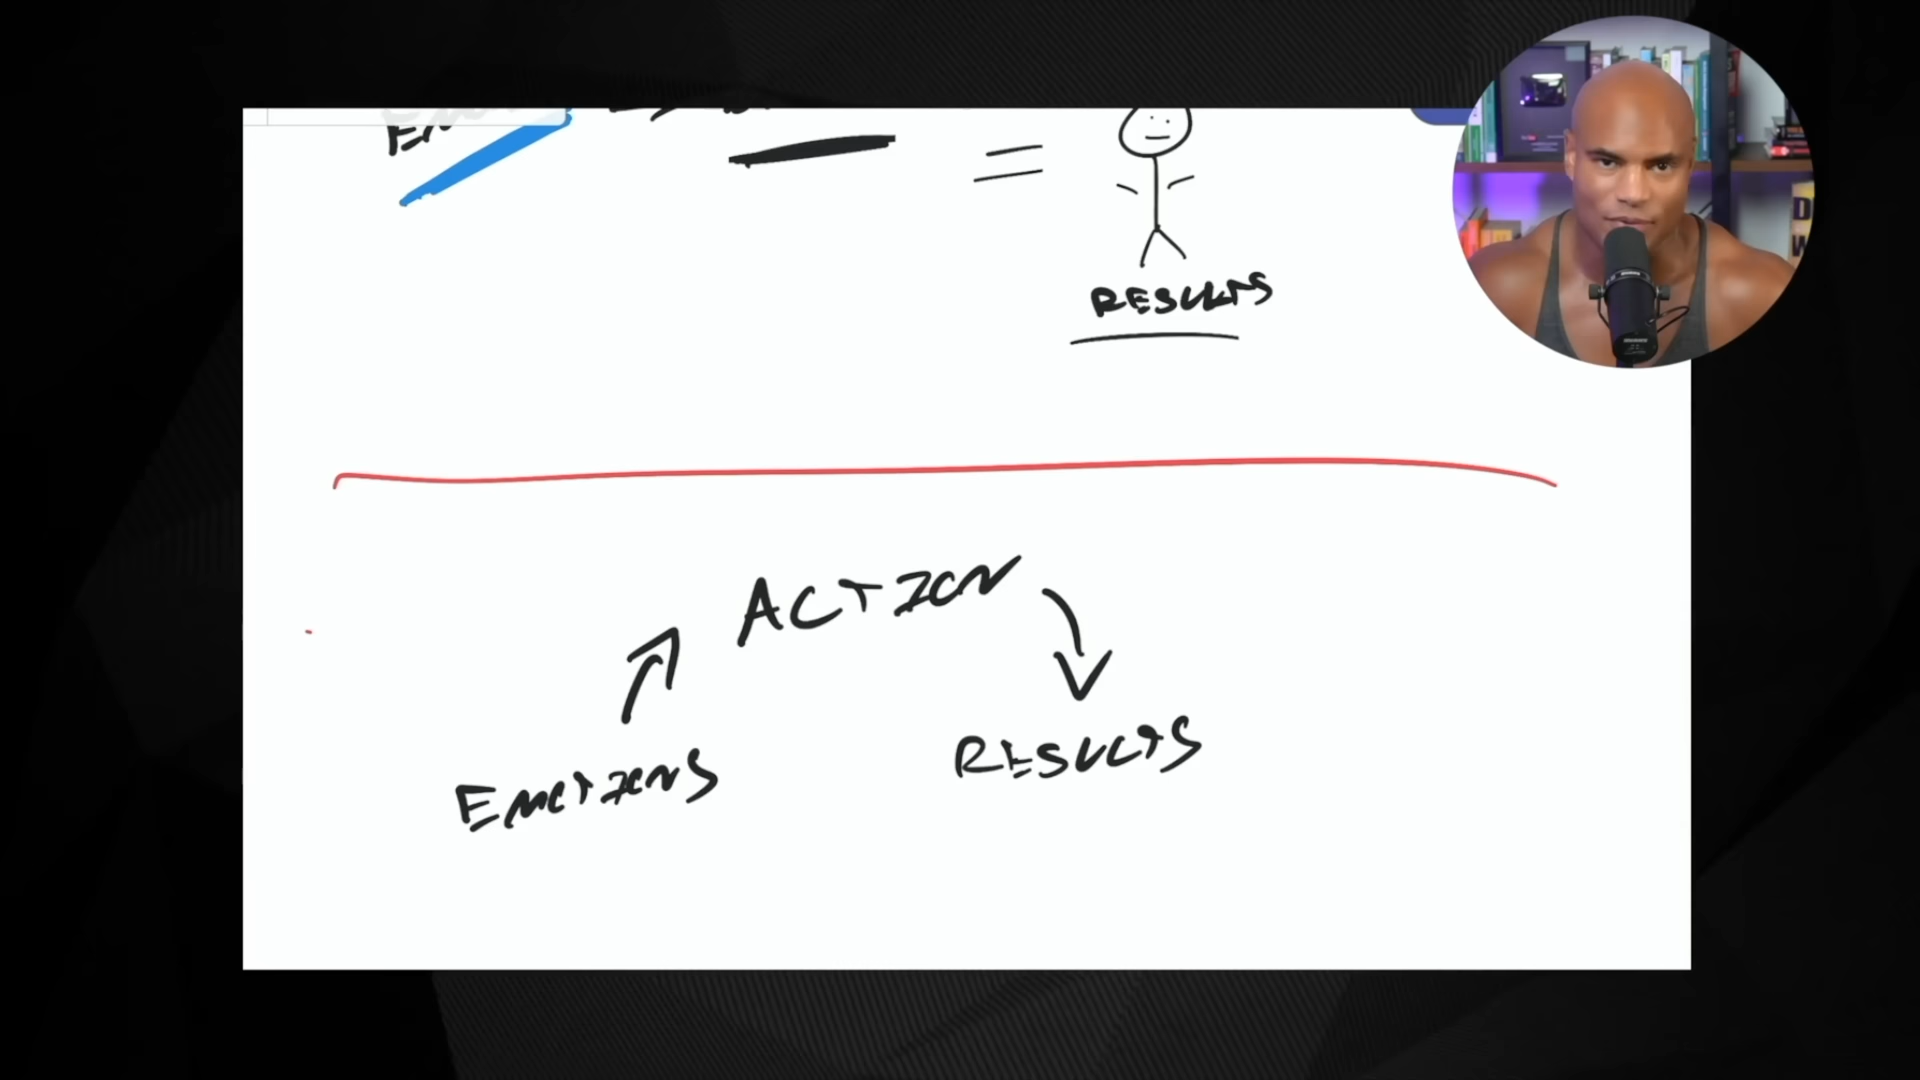 =
RESULTS
ACTION
EMOTIONS
RESULTS